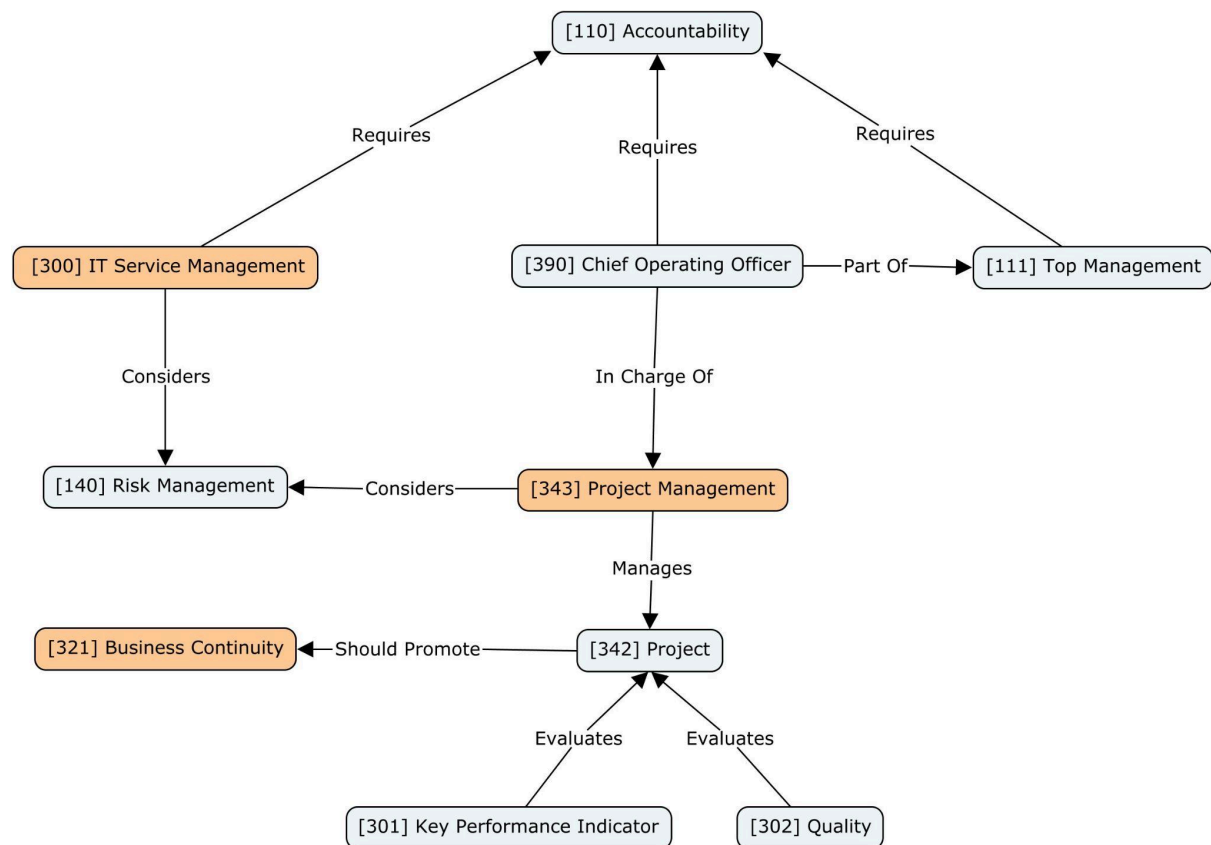 [110] Accountability
Requires
Requires
Requires
[300] IT Service Management
[390] Chief Operating Officer
Part Of
[111] Top Management
Considers
In Charge Of
[140] Risk Management
Considers
[343] Project Management
Manages
[321] Business Continuity
Should Promote
[342] Project
Evaluates
Evaluates
[301] Key Performance Indicator
[302] Quality